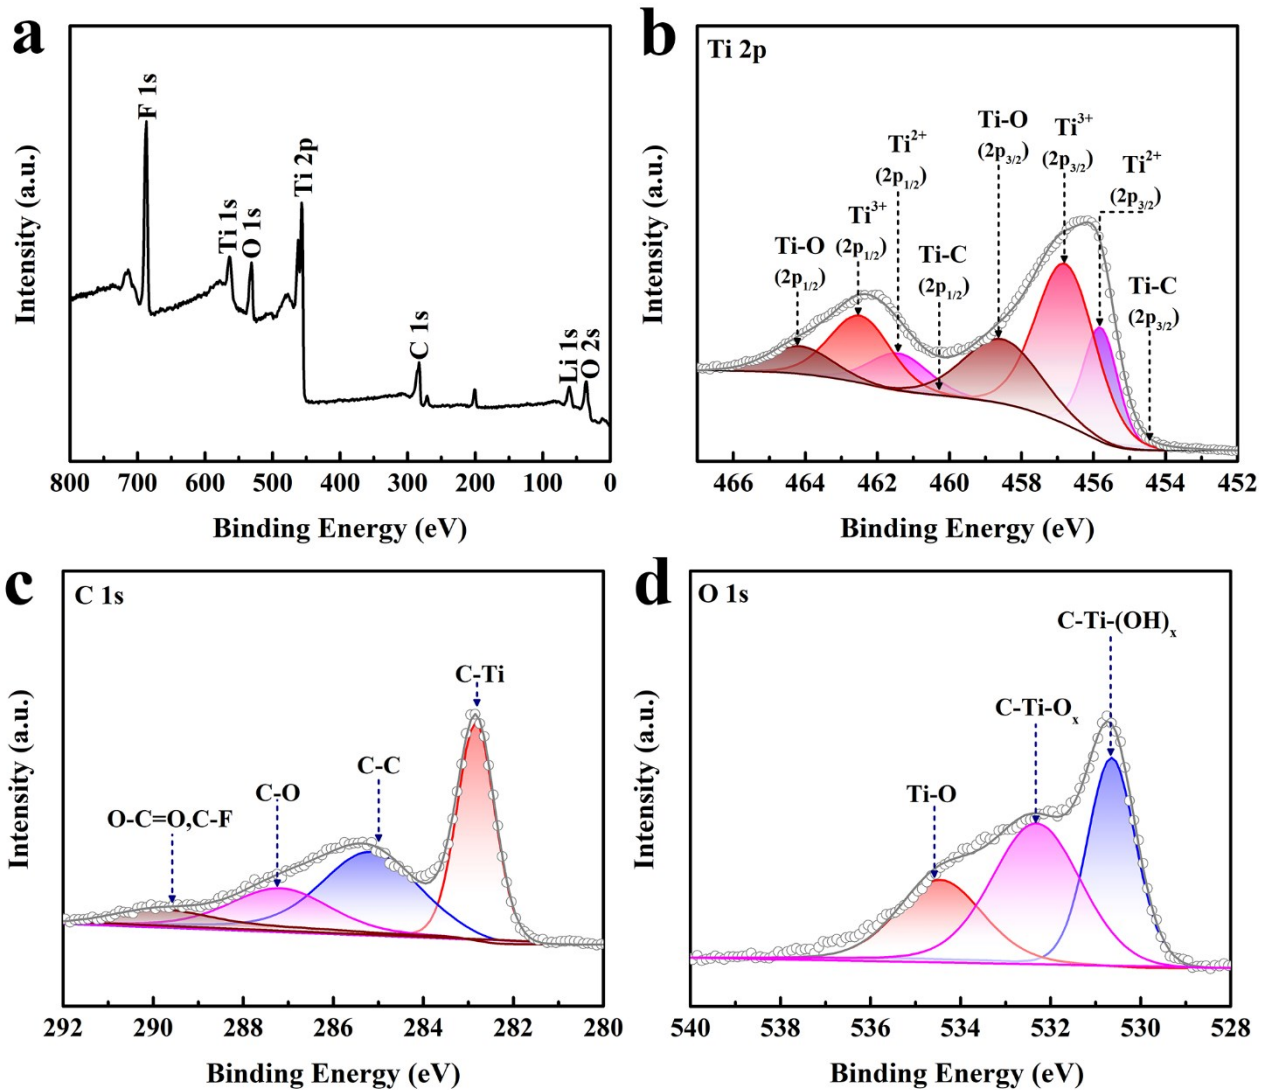 a
F 1s
Ti 1s
O 1s
Ti 2p
C 1s
Li 1s
O 2s
Intensity (a.u.)
800 700 600 500 400 300 200 100 0
Binding Energy (eV)
b
Ti 2p
Ti-O
(2p1/2)
Ti3+
(2p1/2)
Ti2+
(2p1/2)
Ti-C
(2p1/2)
Ti-O
(2p3/2)
Ti3+
(2p3/2)
Ti2+
(2p3/2)
Ti-C
(2p3/2)
Intensity (a.u.)
466 464 462 460 458 456 454 452
Binding Energy (eV)
c
C 1s
O-C=O,C-F
C-O
C-C
C-Ti
Intensity (a.u.)
292 290 288 286 284 282 280
Binding Energy (eV)
d
O 1s
Ti-O
C-Ti-Ox
C-Ti-(OH)x
Intensity (a.u.)
540 538 536 534 532 530 528
Binding Energy (eV)